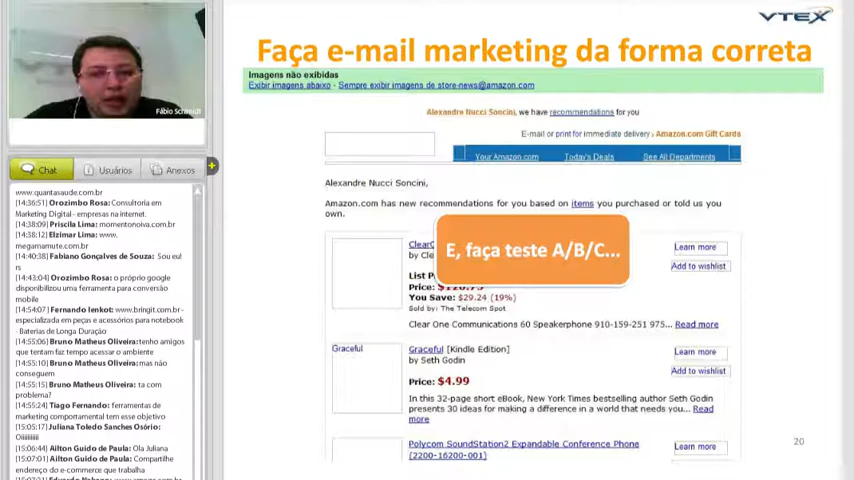 VTEX
Faça e-mail marketing da forma correta
Imagens não exibidas
Exibir imagens abaixo - Sempre exibir imagens de store-news@amazon.com
Alexandre Nucci Soncini, we have recommendations for you
E-mail or print for immediate delivery › Amazon.com Gift Cards
Your Amazon.com Today's Deals See All Departments
Alexandre Nucci Soncini,
Amazon.com has new recommendations for you based on items you purchased or told us you
own.
E, faça teste A/B/C...
by Cle
List P
Price:
You Save: $29.24 (19%)
Sold by: The Telecom Spot
Clear One Communications 60 Speakerphone 910-159-251 975... Read more
Learn more
Add to wishlist
Graceful
Graceful [Kindle Edition]
by Seth Godin
Price: $4.99
In this 32-page short eBook, New York Times bestselling author Seth Godin
presents 30 ideas for making a difference in a world that needs you... Read
more
Learn more
Add to wishlist
Polycom SoundStation2 Expandable Conference Phone
(2200-16200-001)
Learn more
20
Fábio Schmidt
Chat Usuários Anexos
www.quantasaude.com.br
[14:36:51] Orozimbo Rosa: Consultoria em
Marketing Digital - empresas na internet.
[14:38:09] Priscila Lima: momentonoiva.com.br
[14:38:12] Elzimar Lima: www.
megamamute.com.br
[14:40:38] Fabiano Gonçalves de Souza: Sou eu!
rs
[14:43:04] Orozimbo Rosa: o próprio google
disponibilizou uma ferramenta para conversão
mobile
[14:54:07] Fernando Ienkot: www.bringit.com.br -
especializada em peças e acessórios para notebook
- Baterias de Longa Duração
[14:55:06] Bruno Matheus Oliveira: tenho amigos
que tentam faz tempo acessar o ambiente
[14:55:10] Bruno Matheus Oliveira: mas não
conseguem
[14:55:15] Bruno Matheus Oliveira: ta com
problema?
[14:55:24] Tiago Fernando: ferramentas de
marketing comportamental tem esse objetivo
[15:05:17] Juliana Toledo Sanches Osório:
[15:06:44] Ailton Guido de Paula: Ola Juliana
[15:07:01] Ailton Guido de Paula: Compartilhe
endereço do e-commerce que trabalha